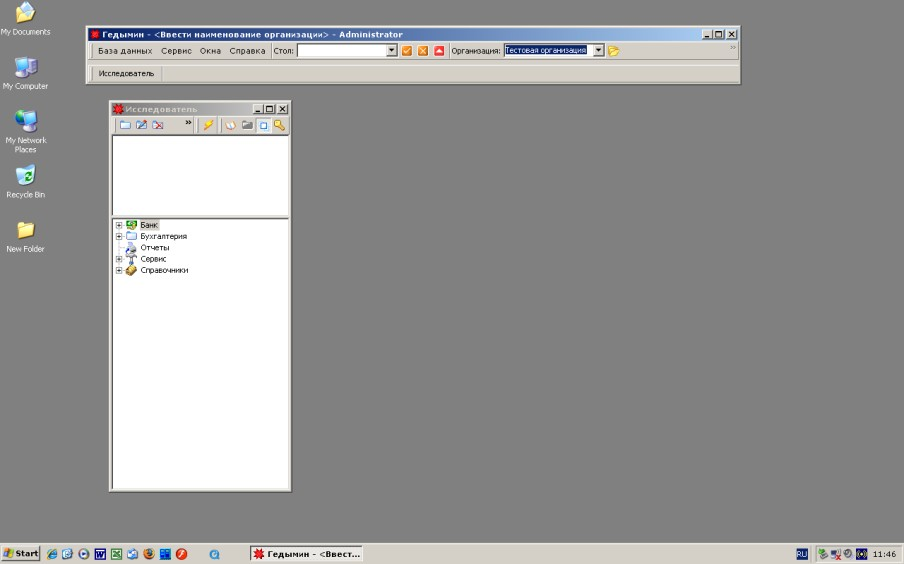 My Documents
My Computer
My Network
Places
Recycle Bin
New Folder
Гедымин - <Ввести наименование организации> - Administrator
База данных Сервис Окна Справка Стол: Организация: Тестовая организация
Исследователь
Исследователь
Банк
Бухгалтерия
Отчеты
Сервис
Справочники
Start Гедымин - <Ввест... RU 11:46